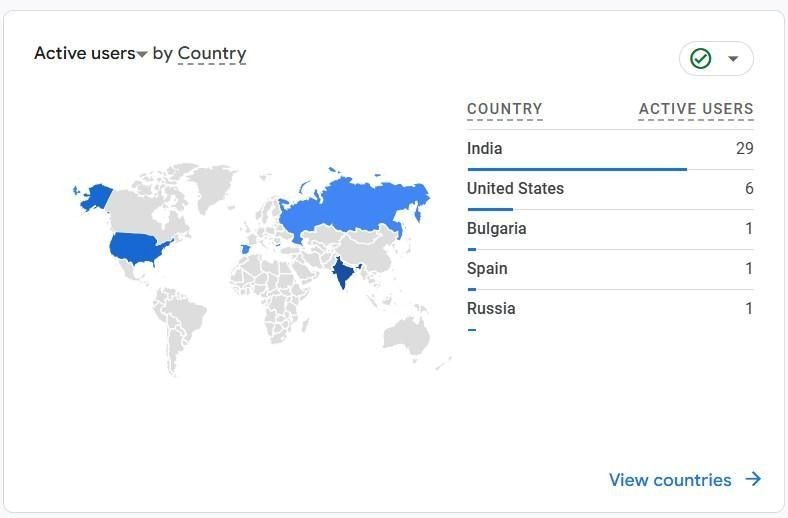 Active users by Country
COUNTRY ACTIVE USERS
India 29
United States 6
Bulgaria 1
Spain 1
Russia 1
View countries